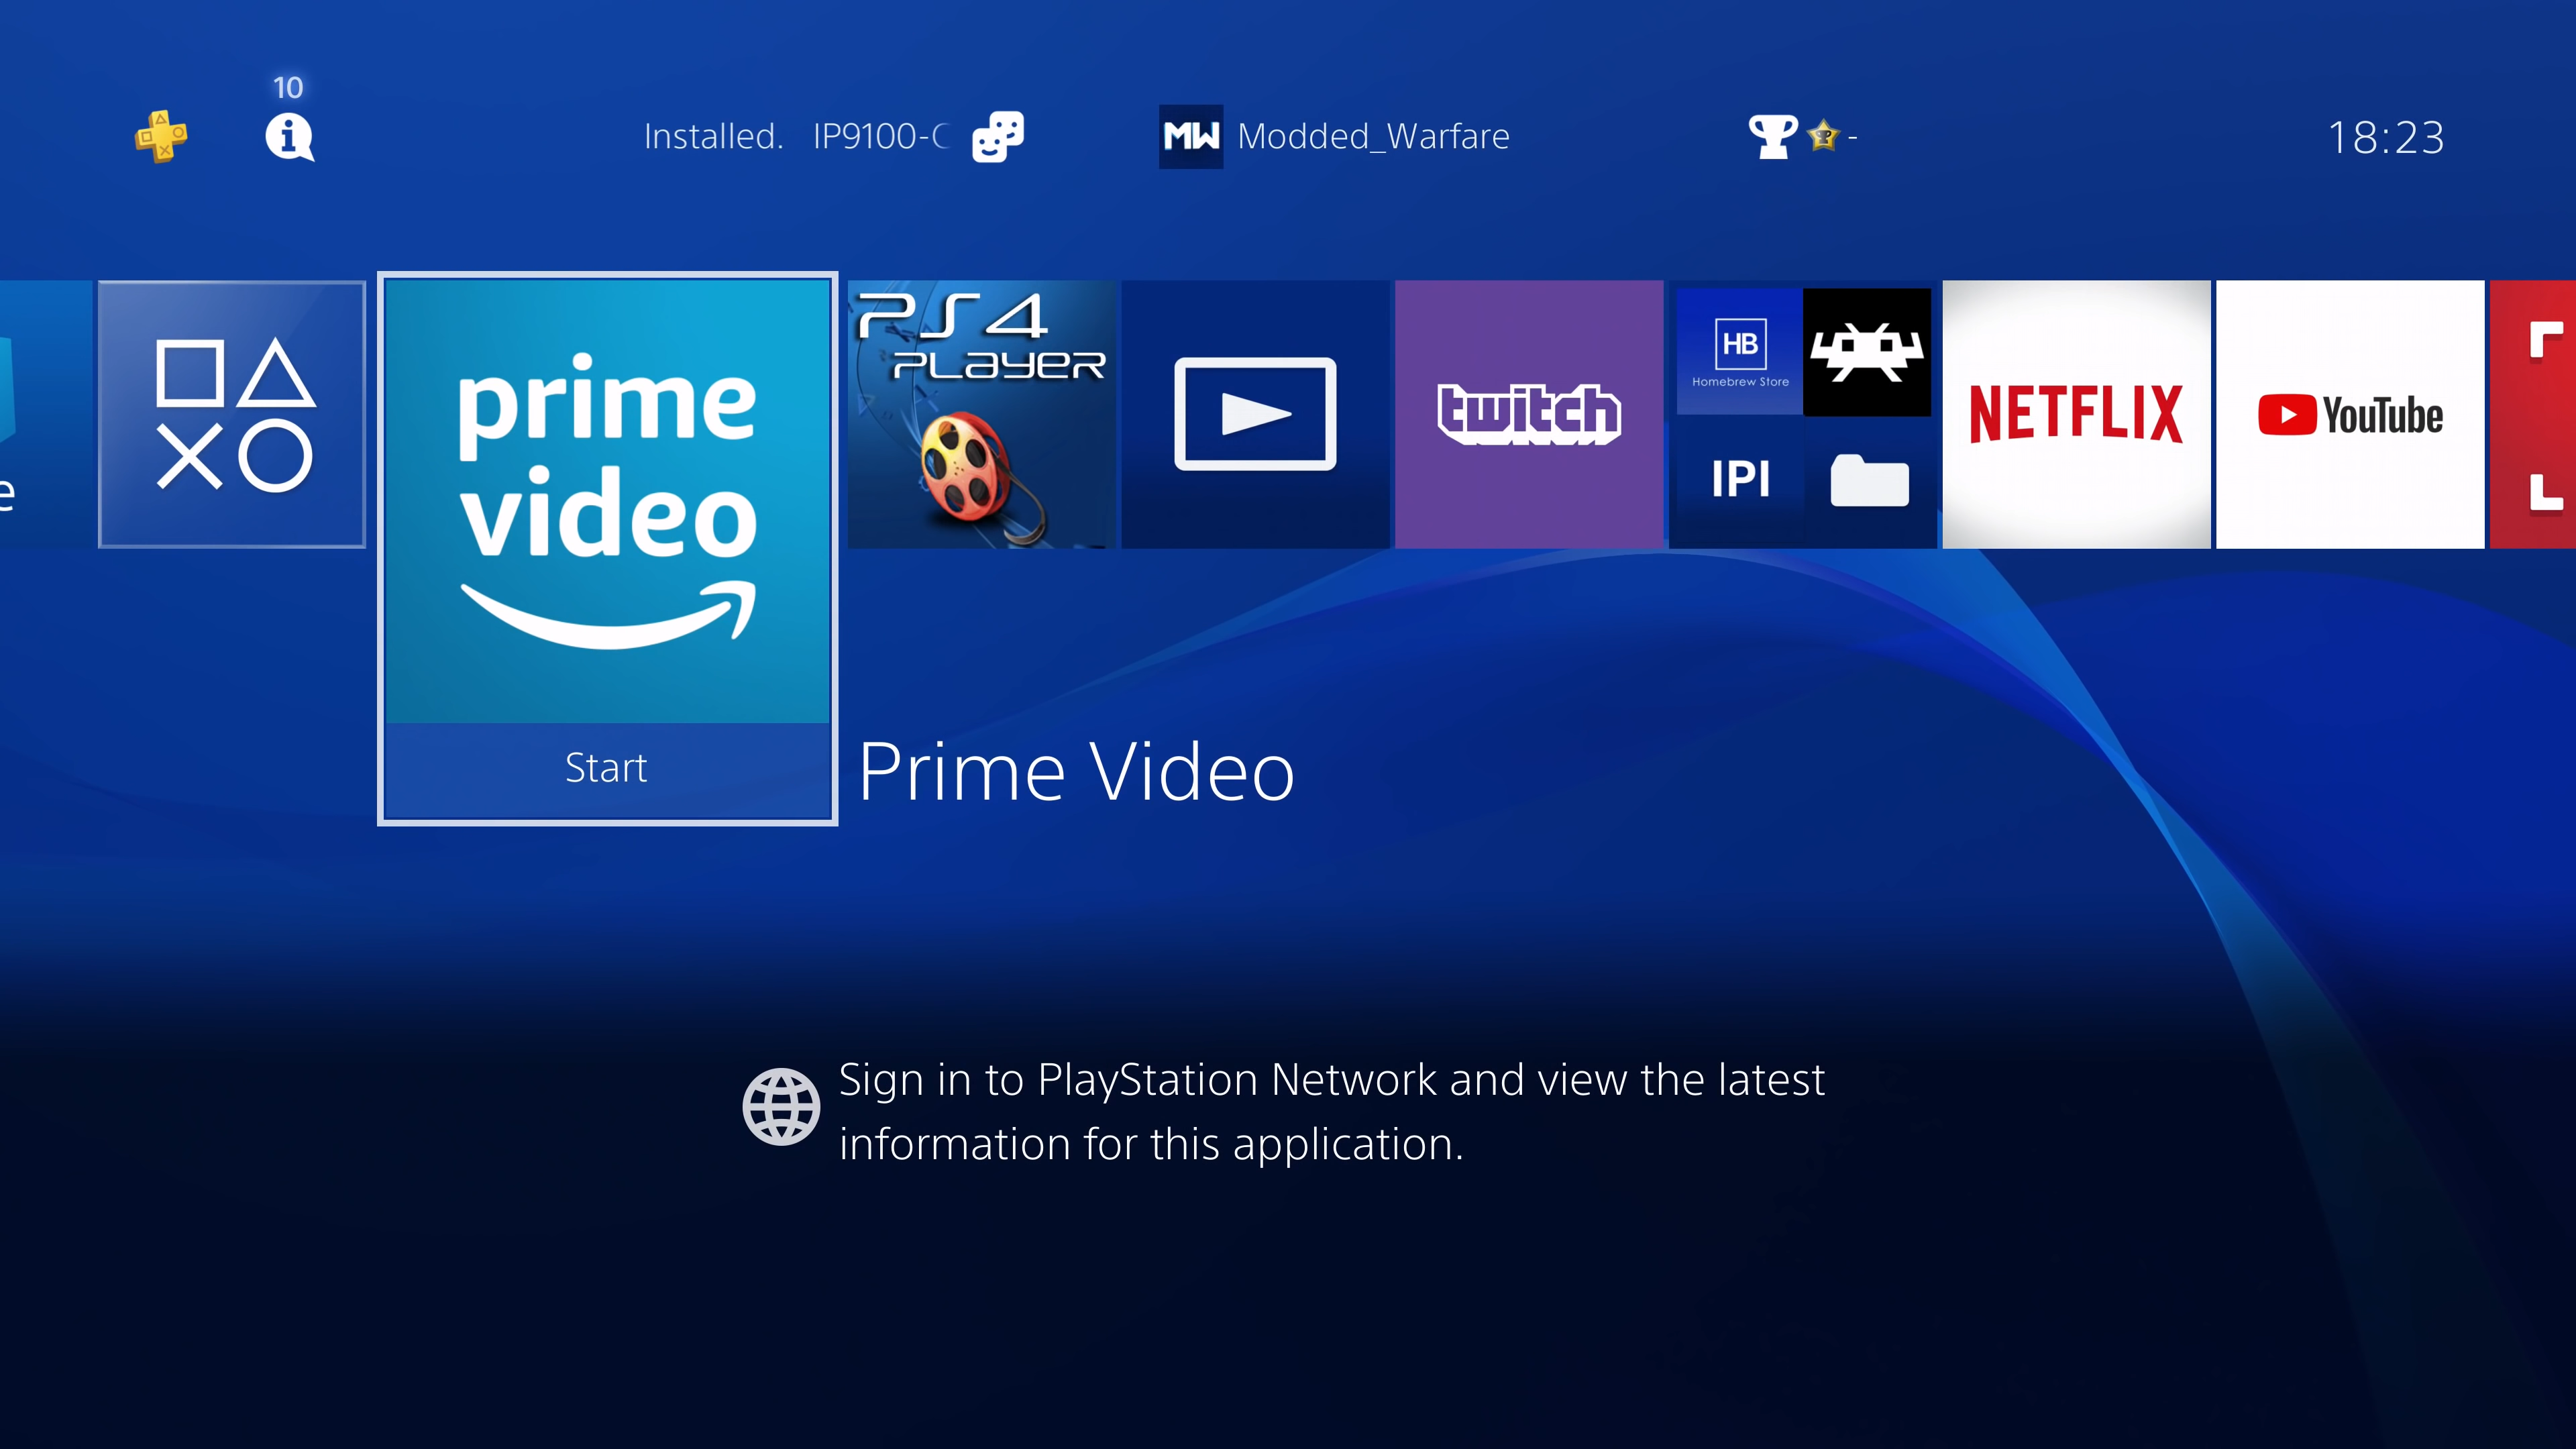 10
Installed. IP9100-C
MW Modded_Warfare
-
18:23
e
prime
video
Start
PS4
PLAYER
twitch
HB
Homebrew Store
IPI
NETFLIX
YouTube
Prime Video
Sign in to PlayStation Network and view the latest
information for this application.